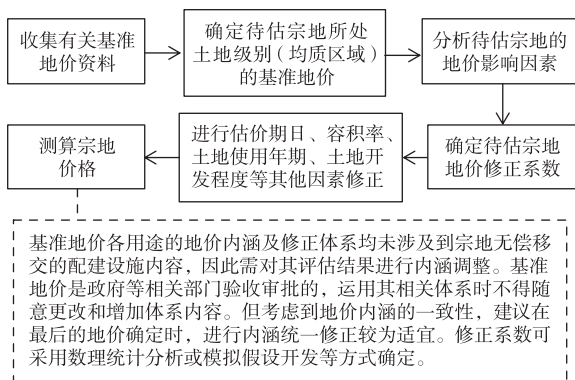 收集有关基准
地价资料
确定待估宗地所处
土地级别（均质区域）
的基准地价
分析待估宗地的
地价影响因素
确定待估宗地
地价修正系数
进行估价期日、容积率、
土地使用年期、土地开
发程度等其他因素修正
测算宗地
价格
基准地价各用途的地价内涵及修正体系均未涉及到宗地无偿移
交的配建设施内容，因此需对其评估结果进行内涵调整。基准
地价是政府等相关部门验收审批的，运用其相关体系时不得随
意更改和增加体系内容。但考虑到地价内涵的一致性，建议在
最后的地价确定时，进行内涵统一修正较为适宜。修正系数可
采用数理统计分析或模拟假设开发等方式确定。